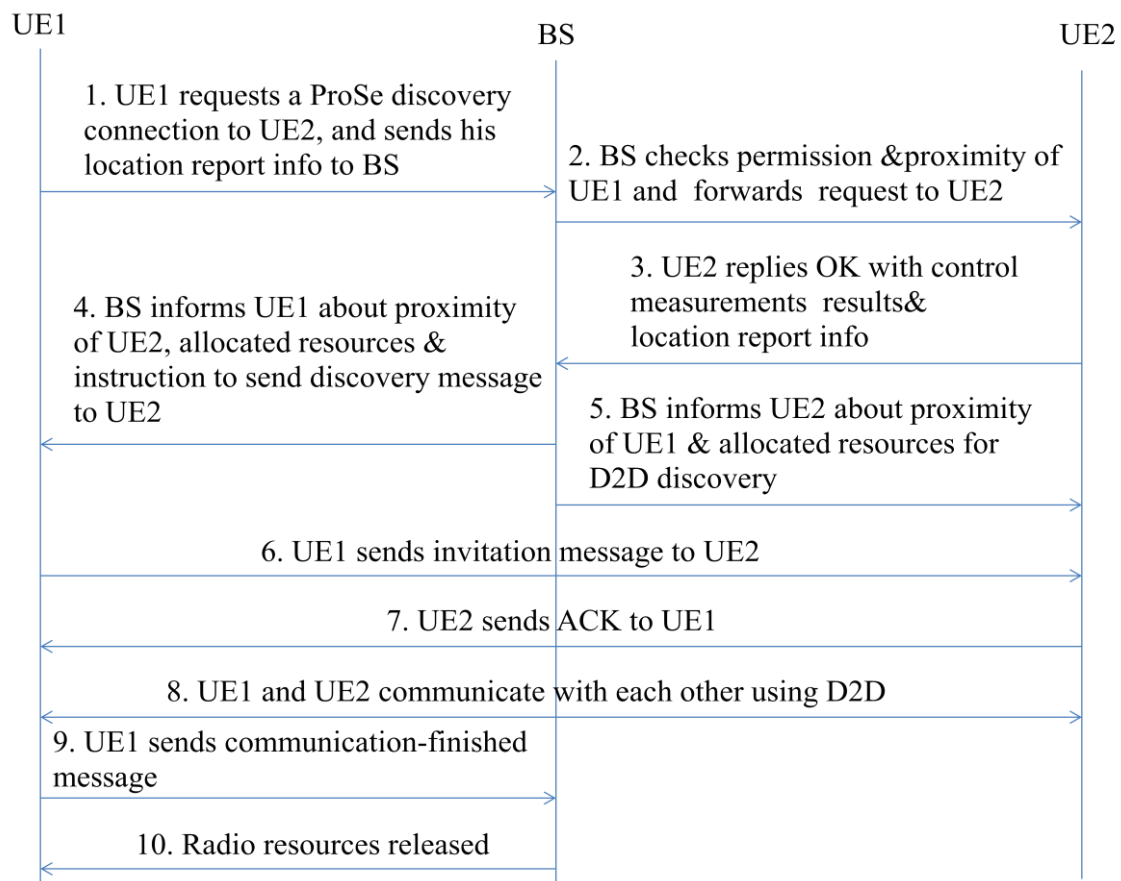 UE1
BS
UE2
1. UE1 requests a ProSe discovery
connection to UE2, and sends his
location report info to BS
2. BS checks permission &proximity of
UE1 and forwards request to UE2
3. UE2 replies OK with control
measurements results&
location report info
4. BS informs UE1 about proximity
of UE2, allocated resources &
instruction to send discovery message
to UE2
5. BS informs UE2 about proximity
of UE1 & allocated resources for
D2D discovery
6. UE1 sends invitation message to UE2
7. UE2 sends ACK to UE1
8. UE1 and UE2 communicate with each other using D2D
9. UE1 sends communication-finished
message
10. Radio resources released